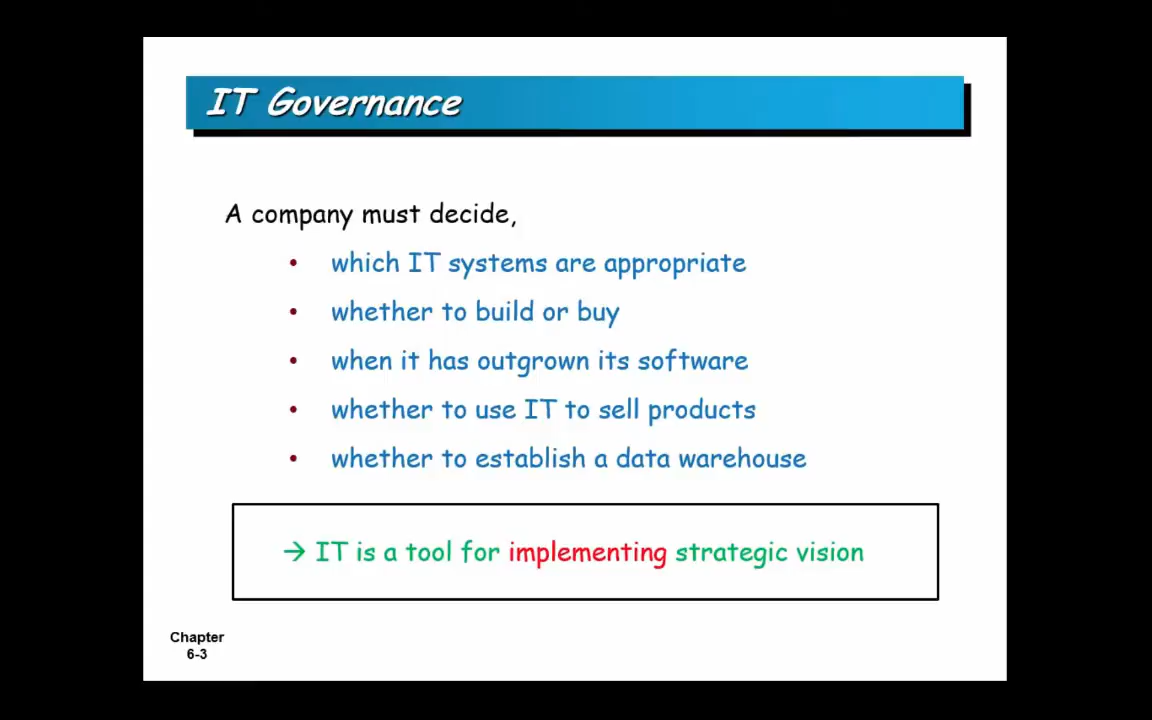 IT Governance
A company must decide,
• which IT systems are appropriate
• whether to build or buy
• when it has outgrown its software
• whether to use IT to sell products
• whether to establish a data warehouse
→ IT is a tool for implementing strategic vision
Chapter
6-3